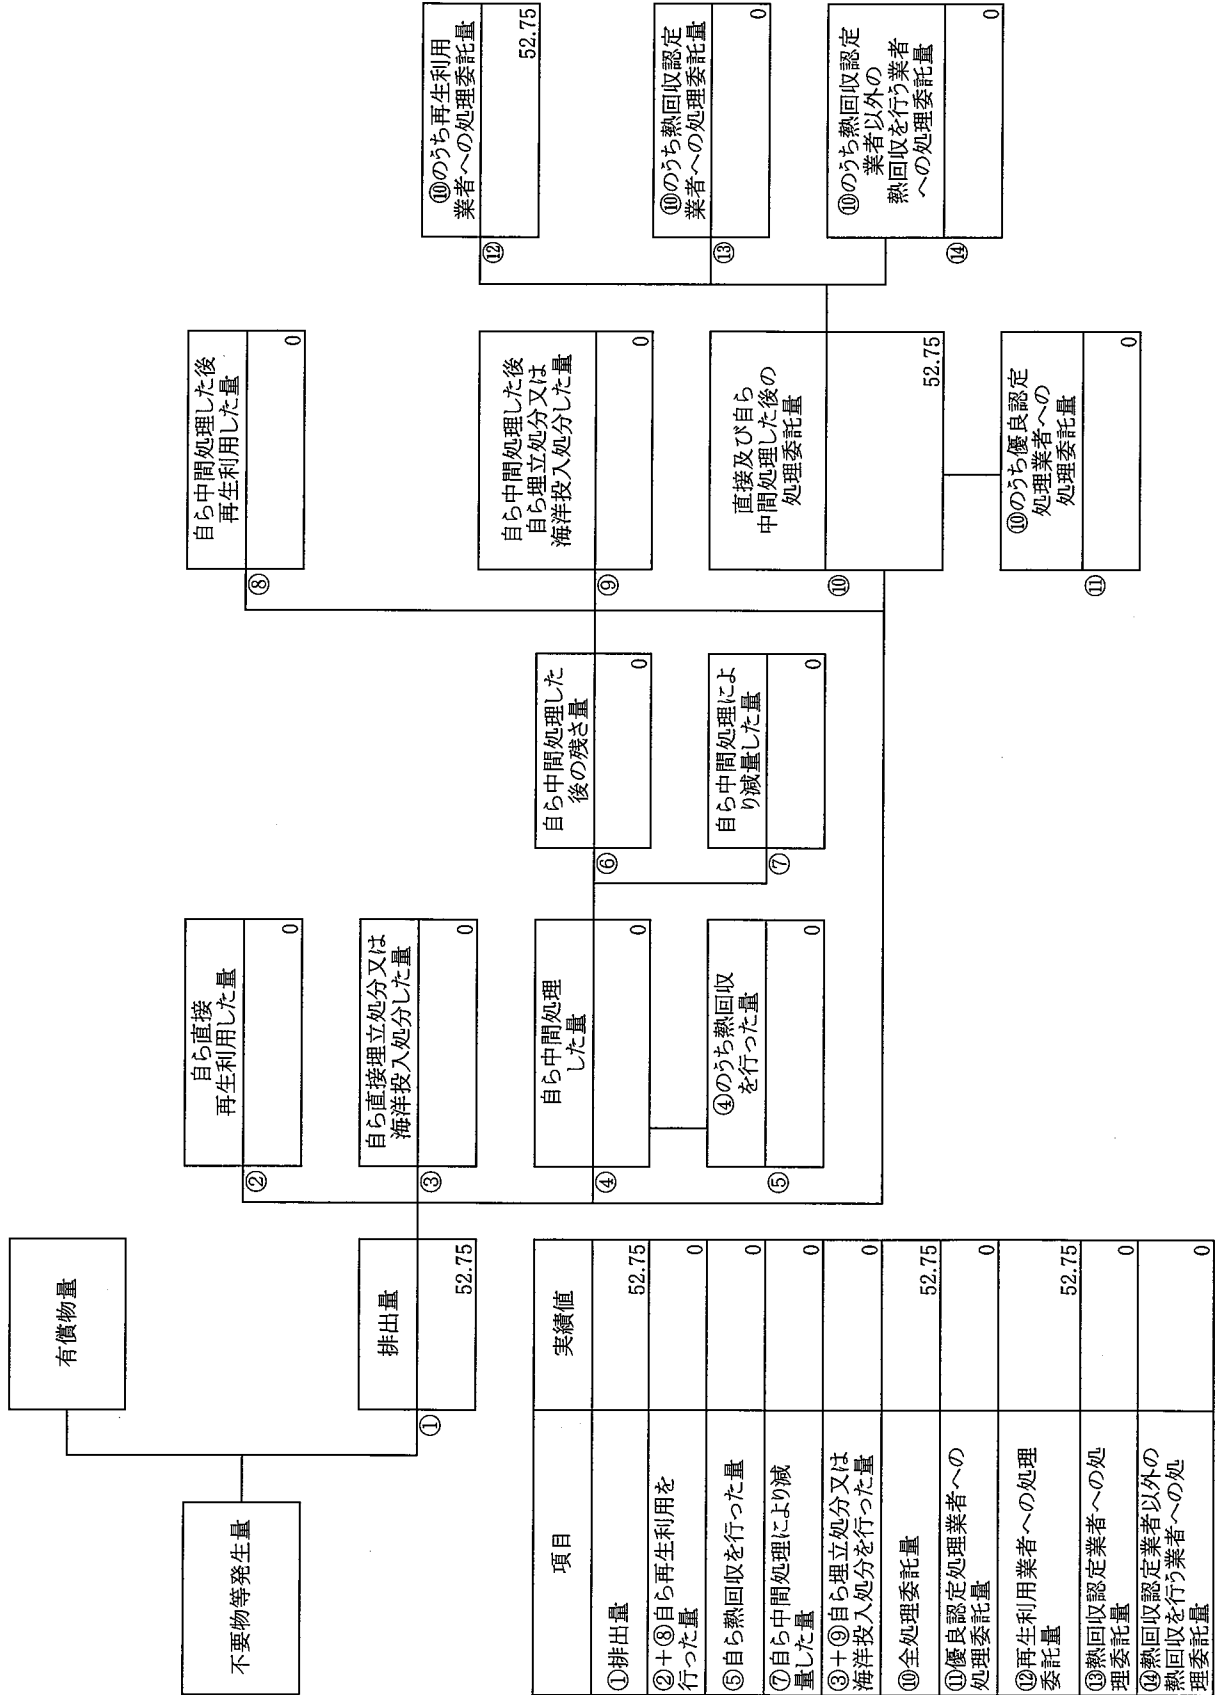 不要物等発生量
有償物量
排出量
①
52.75
自ら直接
再生利用した量
②
0
自ら直接埋立処分又は
海洋投入処分した量
③
0
自ら中間処理
した量
④
0
④のうち熱回収
を行った量
⑤
0
自ら中間処理した
後の残さ量
⑥
0
自ら中間処理によ
り減量した量
⑦
0
自ら中間処理した後
再生利用した量
⑧
0
自ら中間処理した後
自ら埋立処分又は
海洋投入処分した量
⑨
0
直接及び自ら
中間処理した後の
処理委託量
⑩
52.75
⑩のうち優良認定
処理業者への
処理委託量
⑪
0
⑩のうち再生利用
業者への処理委託量
⑫
52.75
⑩のうち熱回収認定
業者への処理委託量
⑬
0
⑩のうち熱回収認定
業者以外の
熱回収を行う業者
への処理委託量
⑭
0
項目 実績値
①排出量 52.75
②+⑧自ら再生利用を
行った量 0
⑤自ら熱回収を行った量 0
⑦自ら中間処理により減
量した量 0
③+⑨自ら埋立処分又は
海洋投入処分を行った量 0
⑩全処理委託量 52.75
⑪優良認定処理業者への
処理委託量 0
⑫再生利用業者への処理
委託量 52.75
⑬熱回収認定業者への処
理委託量 0
⑭熱回収認定業者以外の
熱回収を行う業者への処
理委託量 0